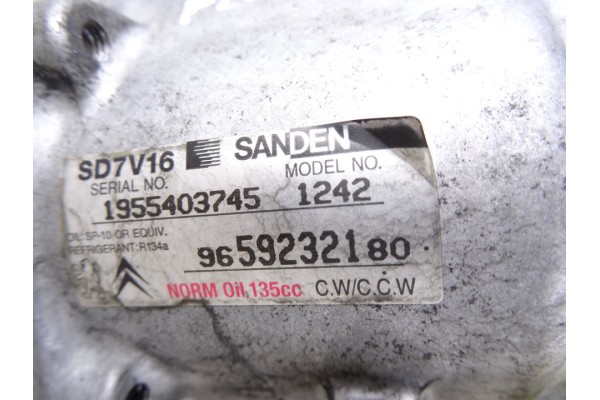 SD7V16 SANDEN
SERIAL NO. MODEL NO.
1955403745 1242
OIL: SP-10 OR EQUIV.
REFRIGERANT: R134a
9659232180
NORM Oil,135cc C.W/C.C.W